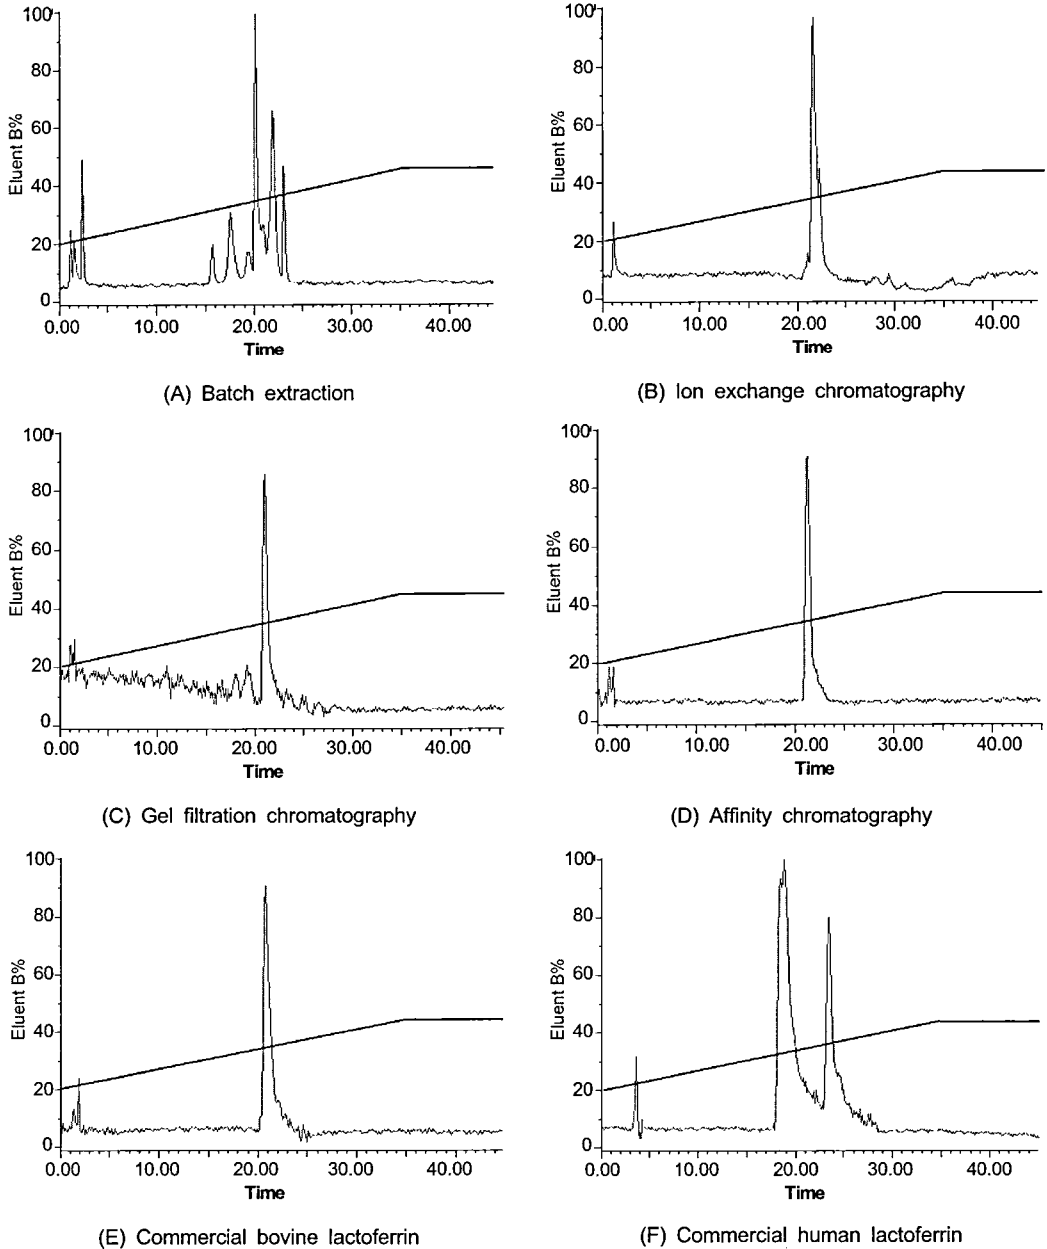 100
80
60
40
20
0
Eluent B%
0.00 10.00 20.00 30.00 40.00
Time
(A) Batch extraction
100
80
60
40
20
0
Eluent B%
0.00 10.00 20.00 30.00 40.00
Time
(B) Ion exchange chromatography
100
80
60
40
20
0
Eluent B%
0.00 10.00 20.00 30.00 40.00
Time
(C) Gel filtration chromatography
100
80
60
40
20
0
Eluent B%
0.00 10.00 20.00 30.00 40.00
Time
(D) Affinity chromatography
100
80
60
40
20
0
Eluent B%
0.00 10.00 20.00 30.00 40.00
Time
(E) Commercial bovine lactoferrin
100
80
60
40
20
0
Eluent B%
0.00 10.00 20.00 30.00 40.00
Time
(F) Commercial human lactoferrin